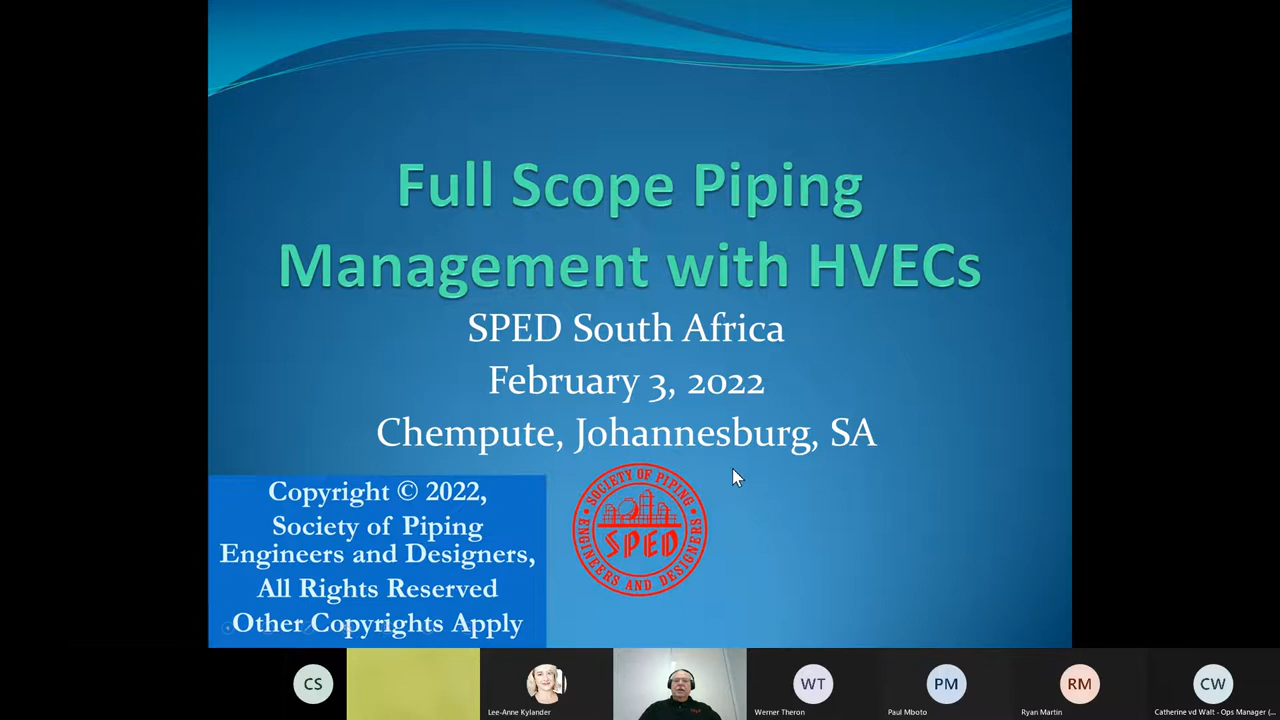 Full Scope Piping
Management with HVECs
SPED South Africa
February 3, 2022
Chempute, Johannesburg, SA
Copyright © 2022,
Society of Piping
Engineers and Designers,
All Rights Reserved
Other Copyrights Apply
SOCIETY OF PIPING
ENGINEERS AND DESIGNERS
SPED
CS
WT
PM
RM
CW
Lee-Anne Kylander
Werner Theron
Paul Mboto
Ryan Martin
Catherine vd Walt - Ops Manager (...